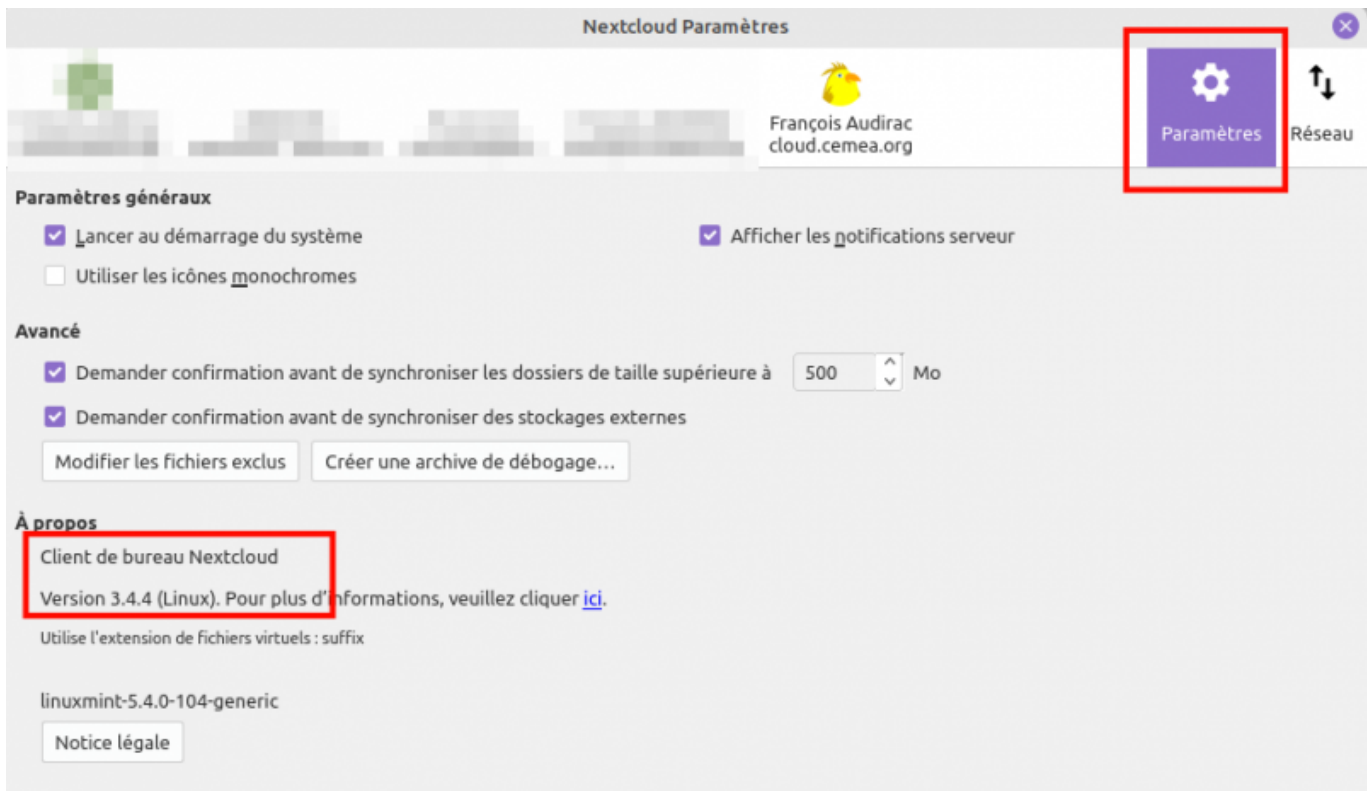 Nextcloud Paramètres
François Audirac
cloud.cemea.org
Paramètres
Réseau
Paramètres généraux
Lancer au démarrage du système
Afficher les notifications serveur
Utiliser les icônes monochromes
Avancé
Demander confirmation avant de synchroniser les dossiers de taille supérieure à 500 Mo
Demander confirmation avant de synchroniser des stockages externes
Modifier les fichiers exclus
Créer une archive de débogage...
À propos
Client de bureau Nextcloud
Version 3.4.4 (Linux). Pour plus d'informations, veuillez cliquer ici.
Utilise l'extension de fichiers virtuels : suffix
linuxmint-5.4.0-104-generic
Notice légale